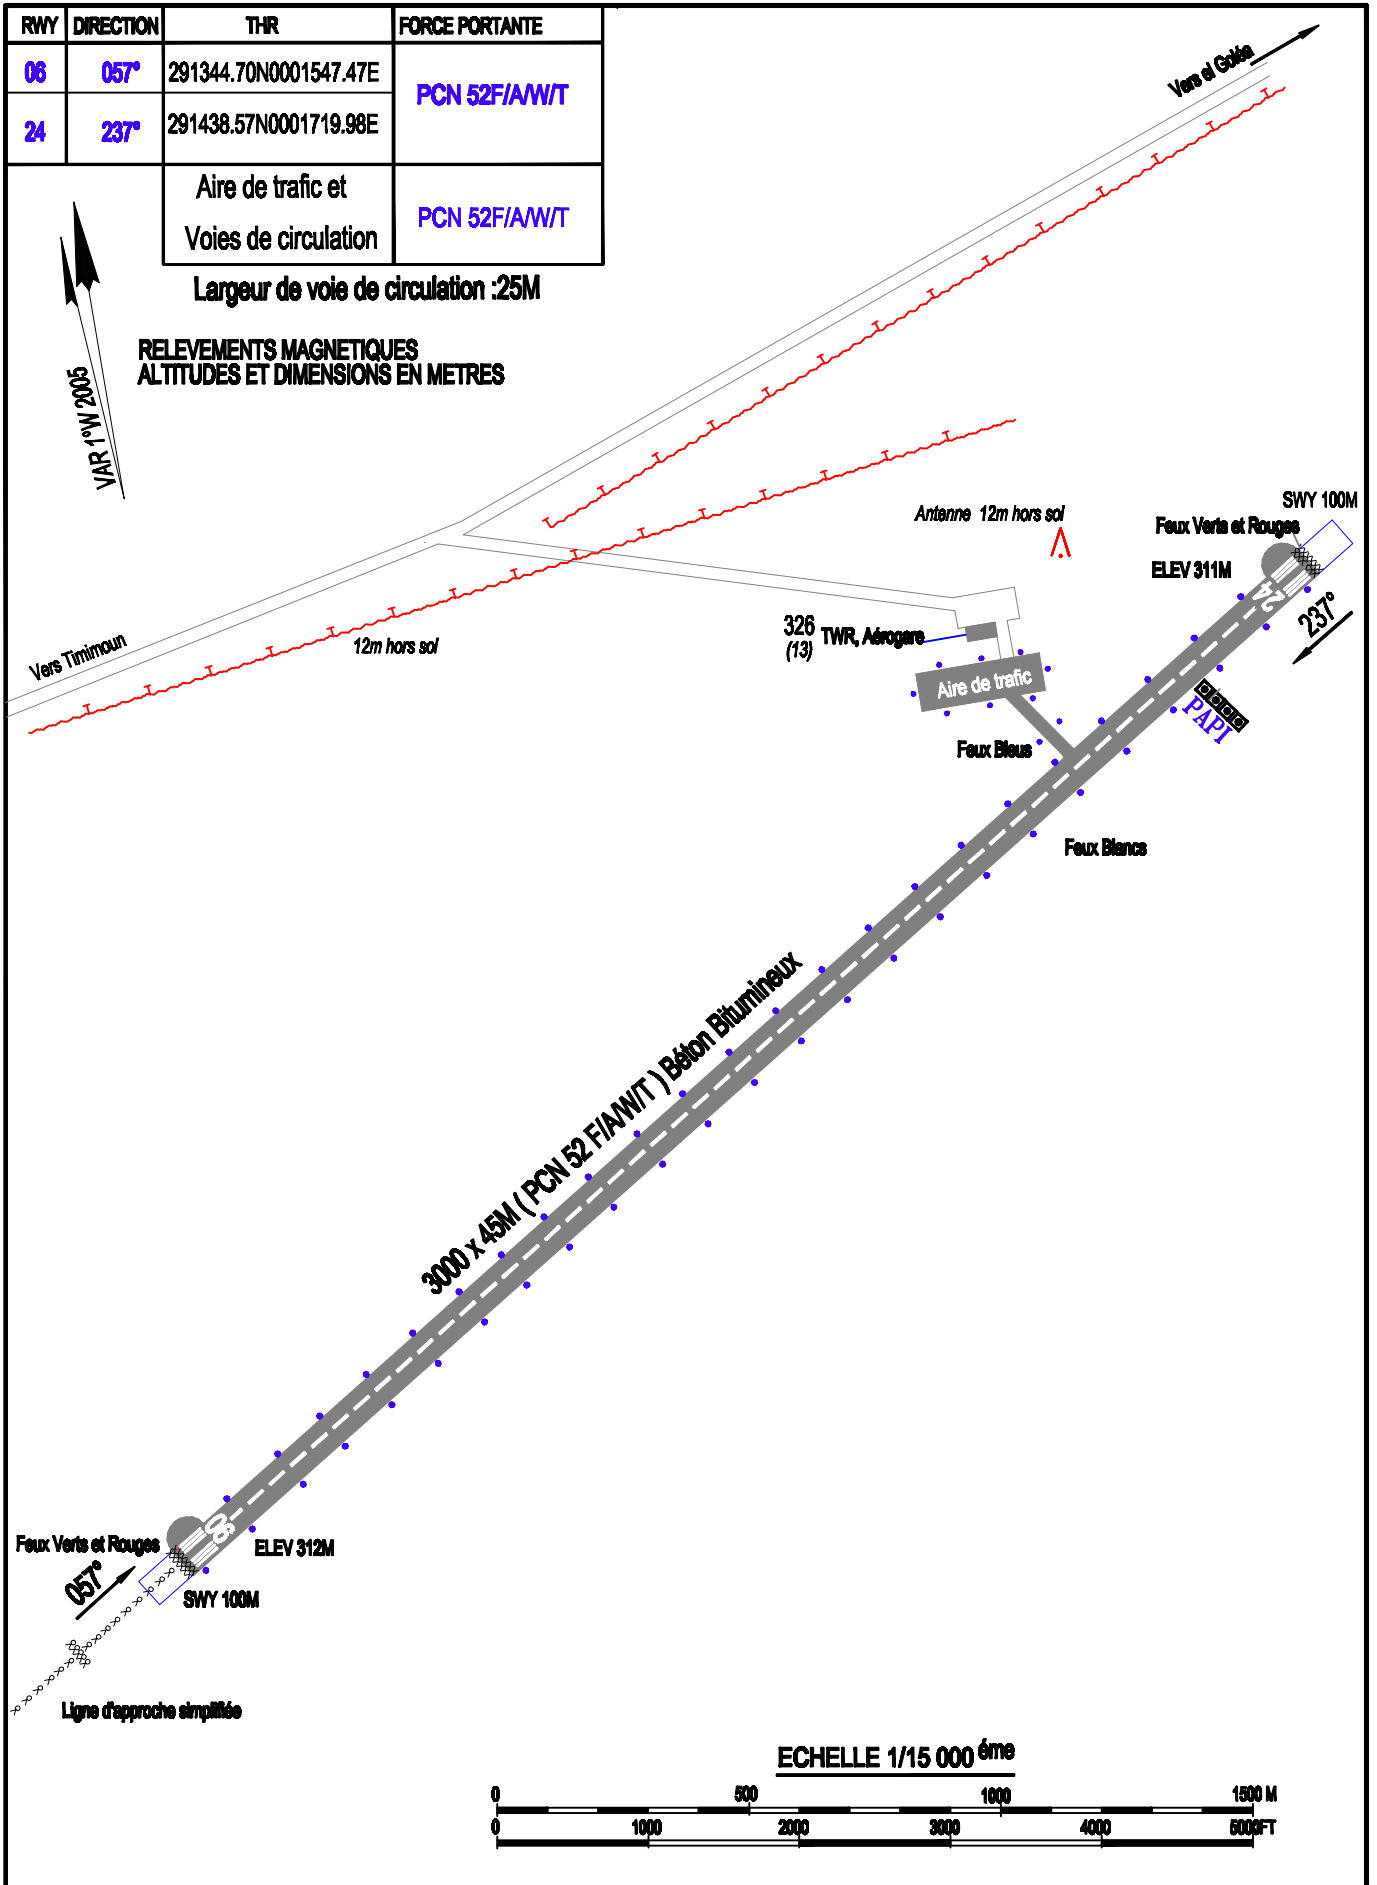 RWY DIRECTION THR FORCE PORTANTE
06 057° 291344.70N0001547.47E PCN 52F/A/W/T
24 237° 291438.57N0001719.98E
Aire de trafic et
Voies de circulation
PCN 52F/A/W/T
Largeur de voie de circulation :25M
RELEVEMENTS MAGNETIQUES
ALTITUDES ET DIMENSIONS EN METRES
VAR 1°W 2005
Vers el Goléa
SWY 100M
Antenne 12m hors sol
Feux Verts et Rouges
ELEV 311M
24
237°
326
(13)
TWR, Aérogare
Vers Timimoun
12m hors sol
Aire de trafic
PAPI
Feux Bleus
Feux Blancs
3000 x 45M ( PCN 52 F/A/W/T ) Béton Bitumineux
06
Feux Verts et Rouges
ELEV 312M
057°
SWY 100M
Ligne d'approche simplifiée
ECHELLE 1/15 000 éme
0 500 1000 1500 M
0 1000 2000 3000 4000 5000FT